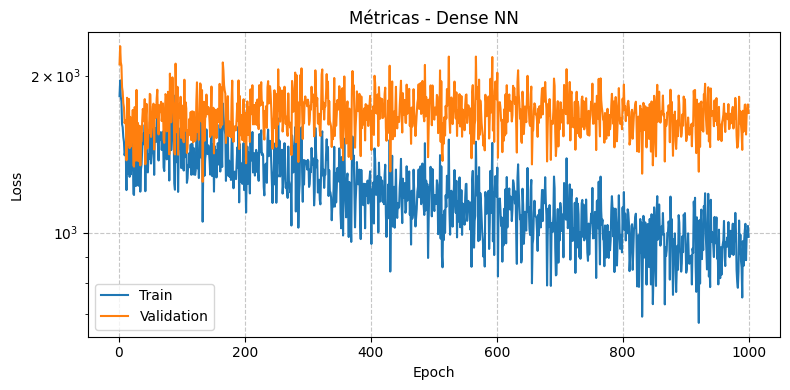 Métricas - Dense NN
Loss
2 × 10³
10³
Train
Validation
0 200 400 600 800 1000
Epoch